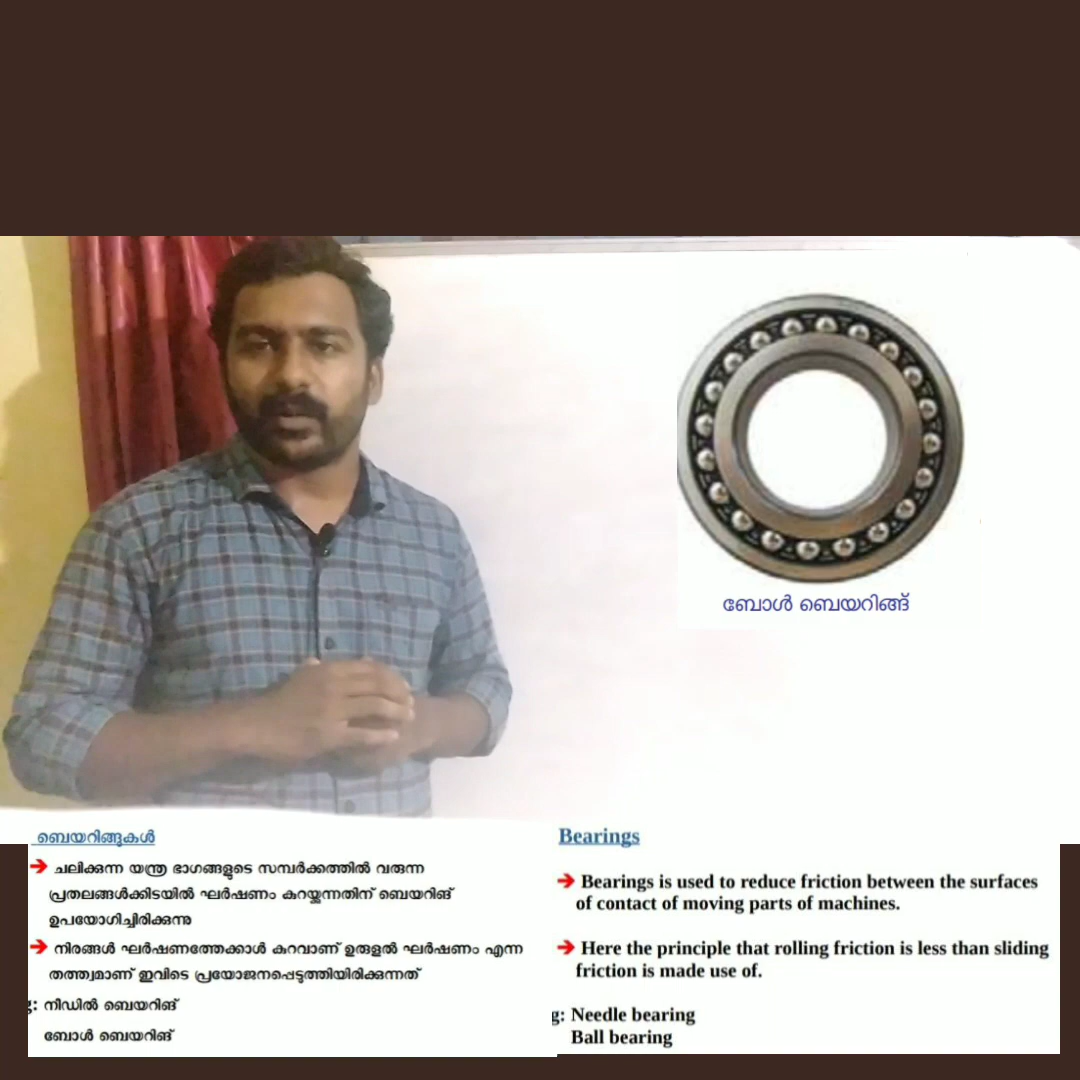 ബോൾ ബെയറിങ്ങ്
ബെയറിങ്ങുകൾ
➔ ചലിക്കുന്ന യന്ത്ര ഭാഗങ്ങളുടെ സമ്പർക്കത്തിൽ വരുന്ന
പ്രതലങ്ങൾക്കിടയിൽ ഘർഷണം കുറയ്ക്കുന്നതിന് ബെയറിങ്
ഉപയോഗിച്ചിരിക്കുന്നു
➔ നിരങ്ങൾ ഘർഷണത്തേക്കാൾ കുറവാണ് ഉരുളൽ ഘർഷണം എന്ന
തത്ത്വമാണ് ഇവിടെ പ്രയോജനപ്പെടുത്തിയിരിക്കുന്നത്
g: നിഡിൽ ബെയറിങ്
ബോൾ ബെയറിങ്
Bearings
➔ Bearings is used to reduce friction between the surfaces
of contact of moving parts of machines.
➔ Here the principle that rolling friction is less than sliding
friction is made use of.
g: Needle bearing
Ball bearing